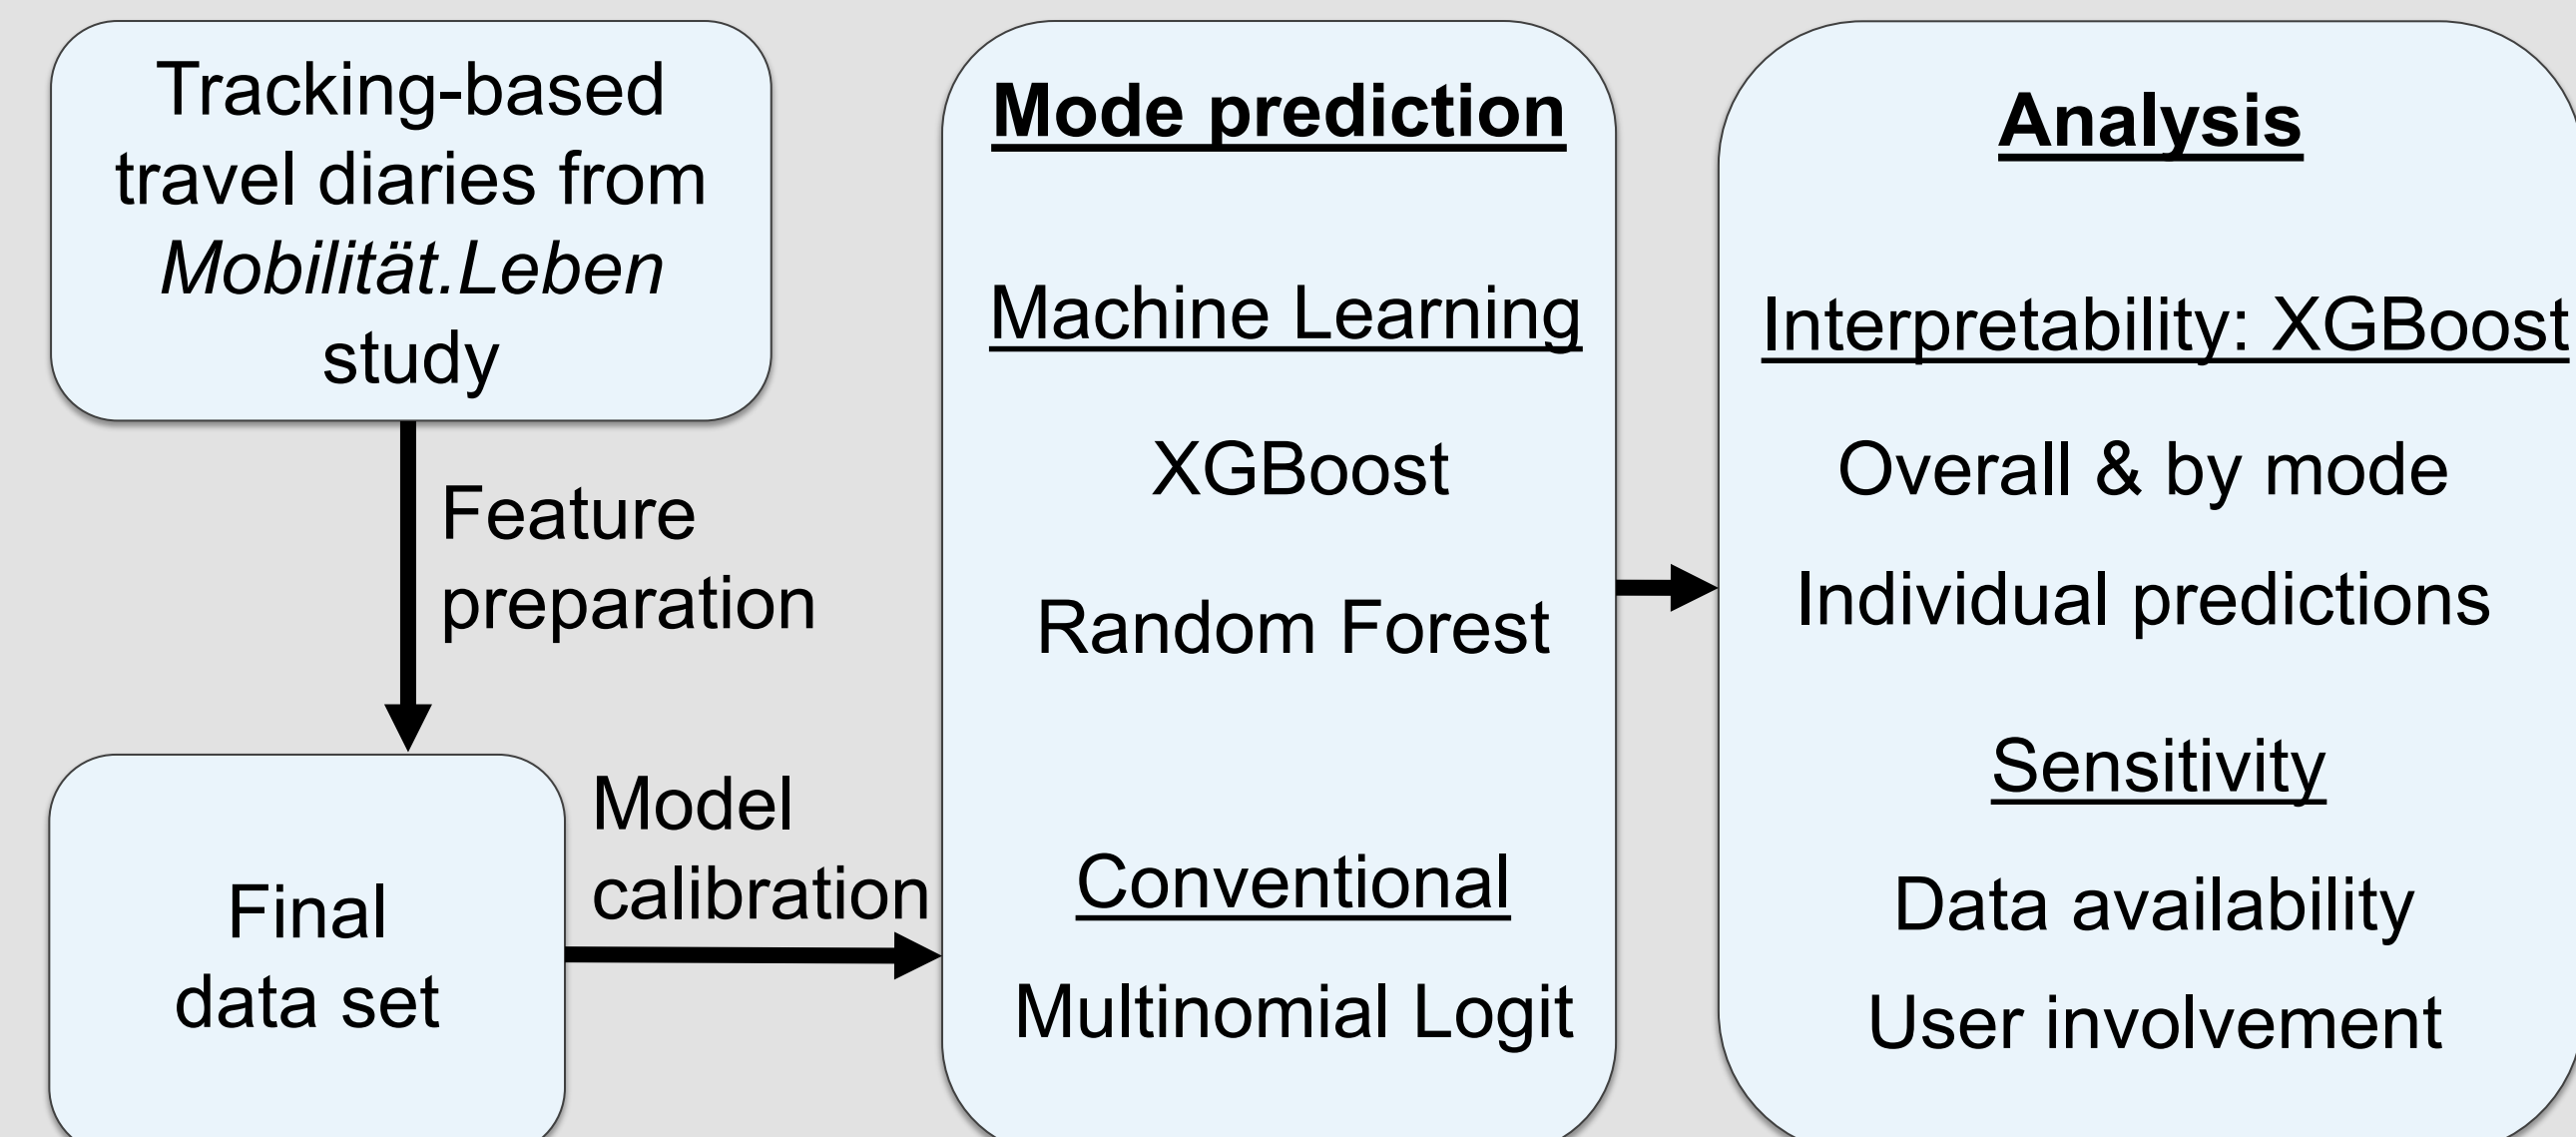 Tracking-based
travel diaries from
Mobilität.Leben
study
Feature
preparation
Final
data set
Model
calibration
Mode prediction
Machine Learning
XGBoost
Random Forest
Conventional
Multinomial Logit
Analysis
Interpretability: XGBoost
Overall & by mode
Individual predictions
Sensitivity
Data availability
User involvement